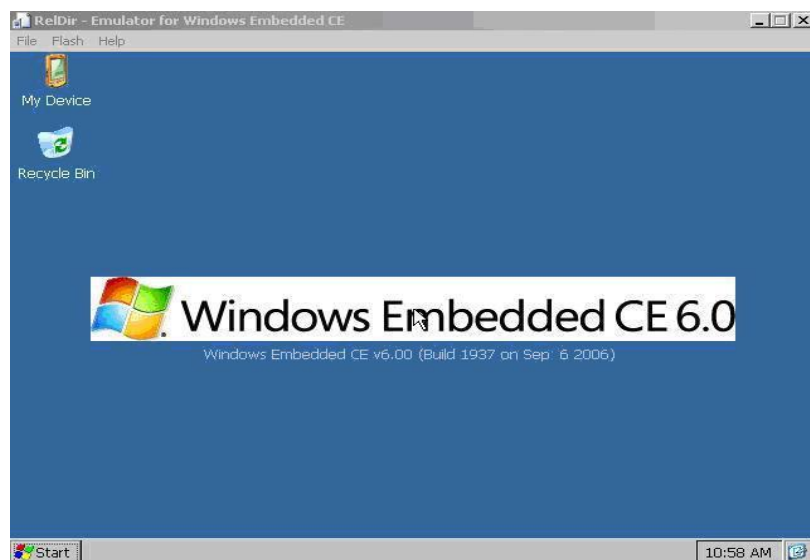 RelDir - Emulator for Windows Embedded CE
File Flash Help
My Device
Recycle Bin
Windows Embedded CE 6.0
Windows Embedded CE v6.00 (Build 1937 on Sep  6 2006)
Start 10:58 AM